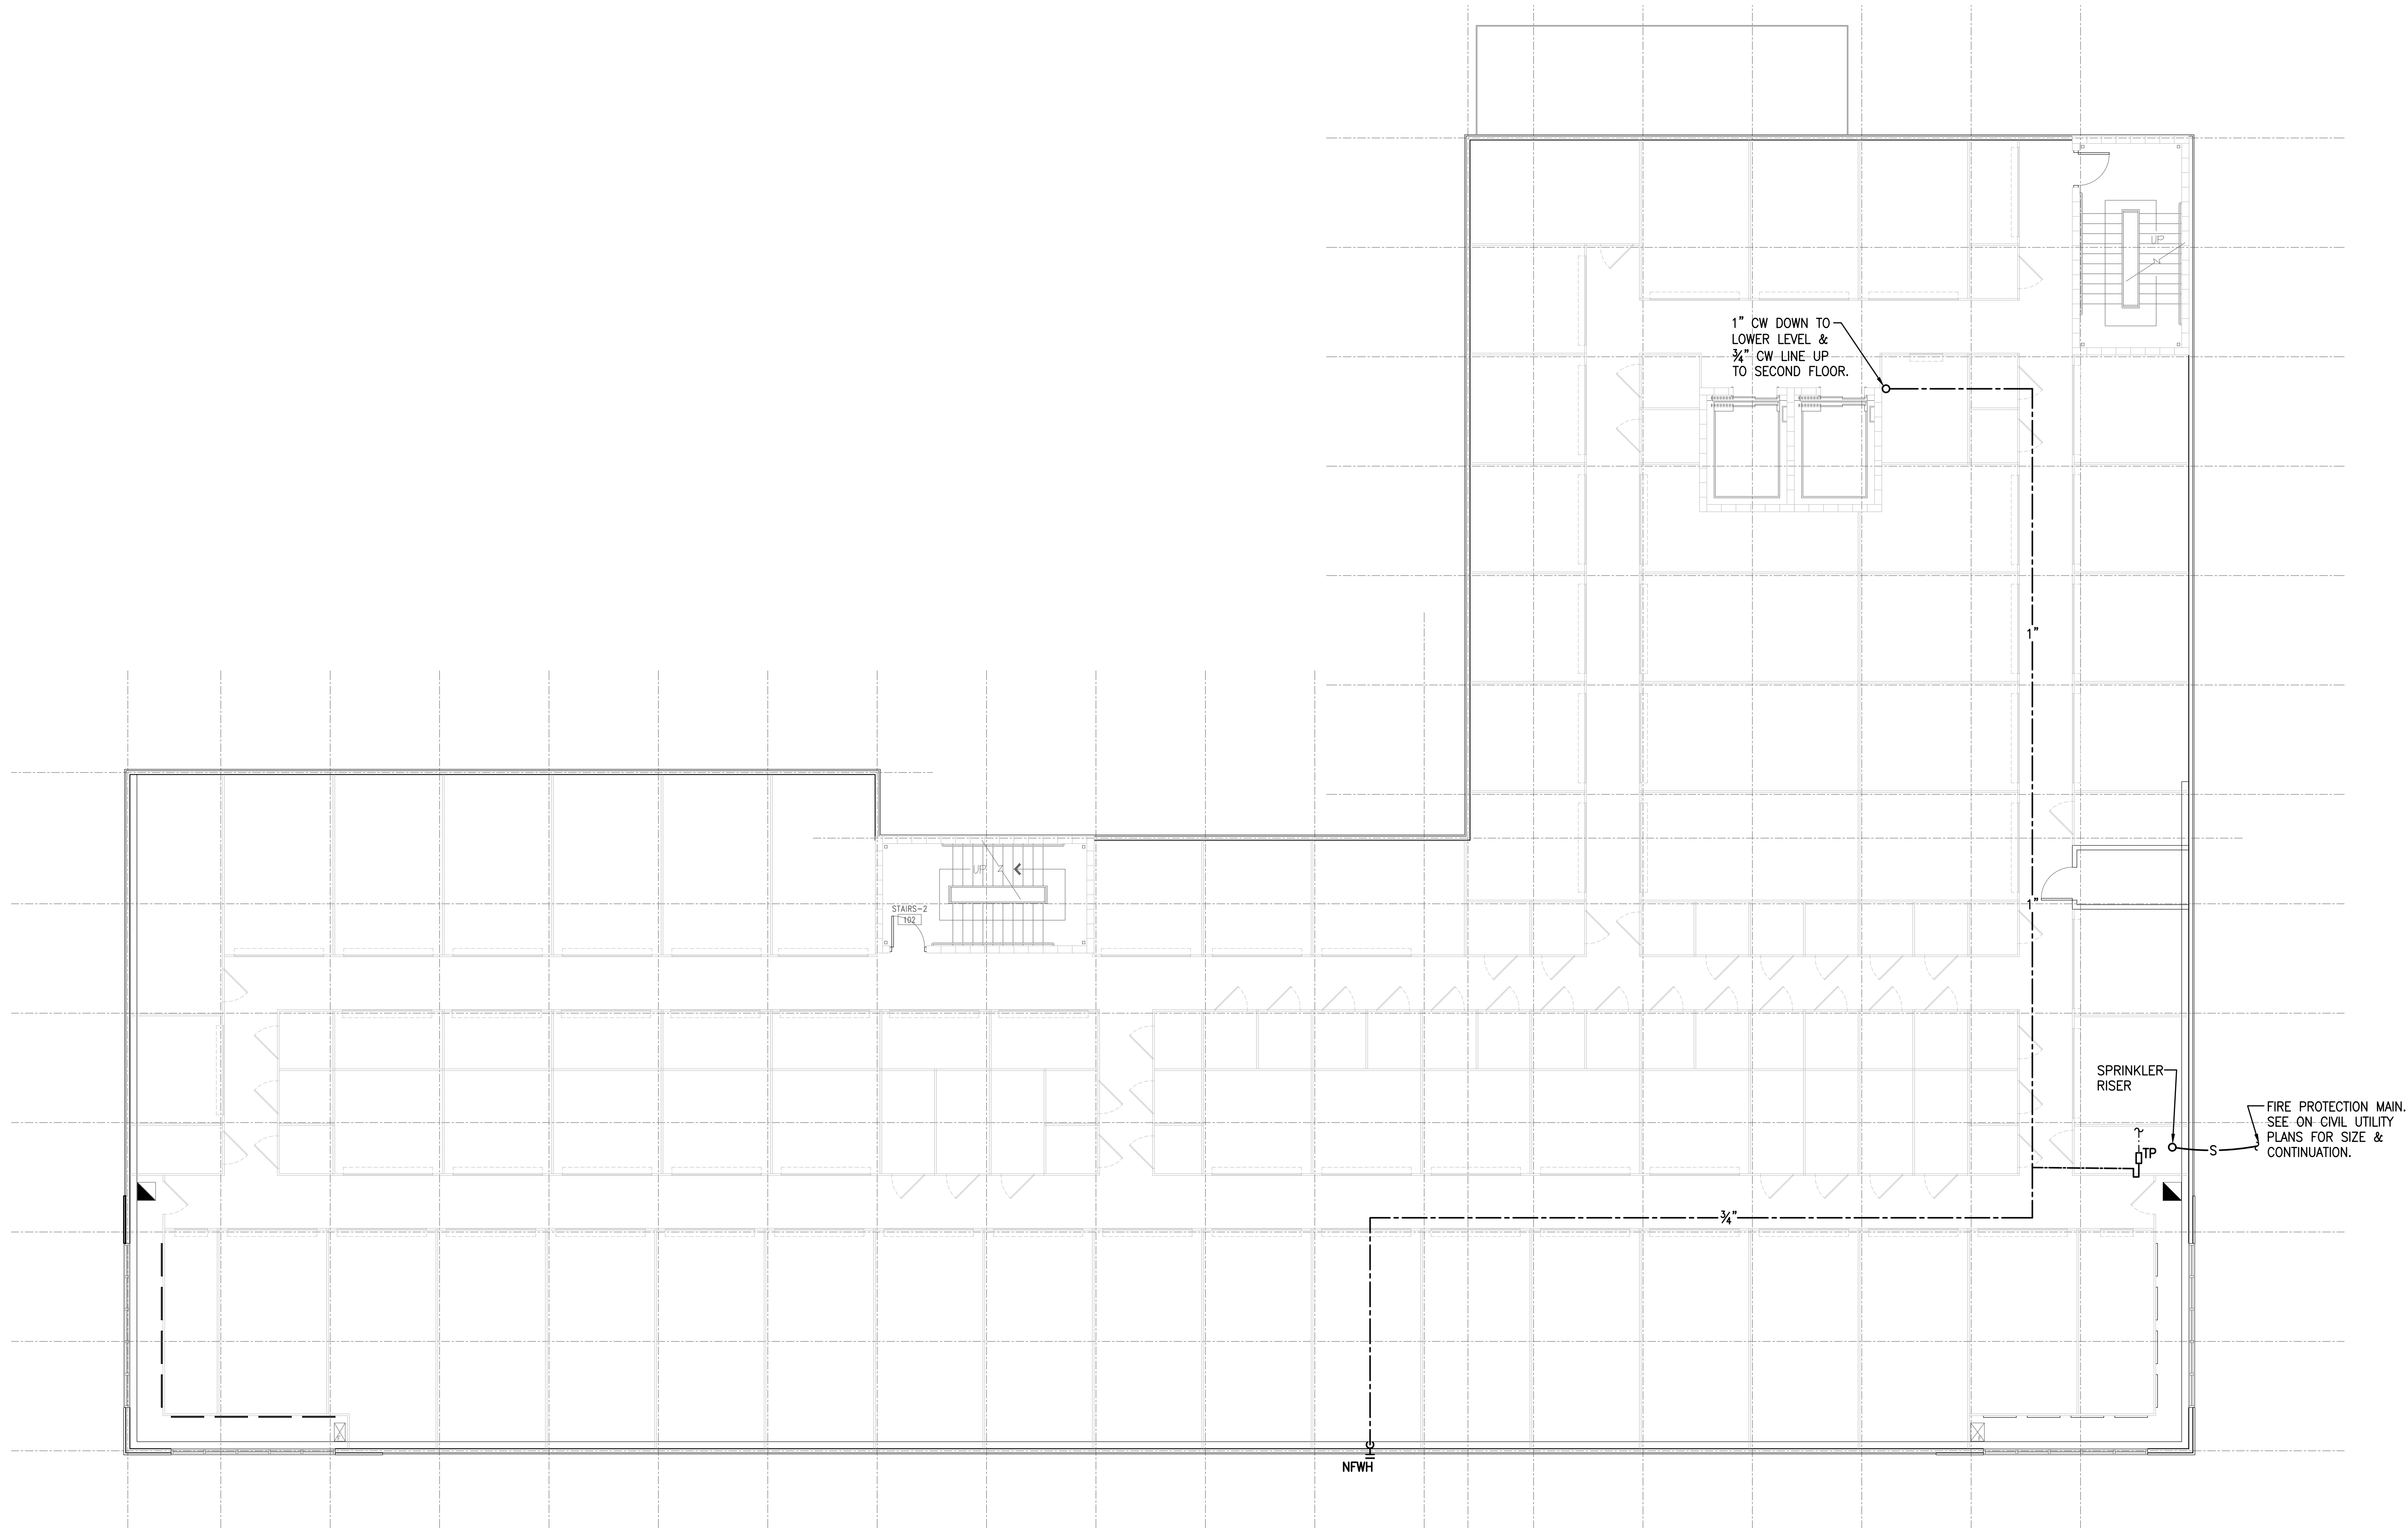 UP
1" CW DOWN TO
LOWER LEVEL &
¾" CW LINE UP
TO SECOND FLOOR.
1"
UP
STAIRS-2
102
1"
SPRINKLER
RISER
FIRE PROTECTION MAIN.
SEE ON CIVIL UTILITY
PLANS FOR SIZE &
CONTINUATION.
TP
S
¾"
NFWH